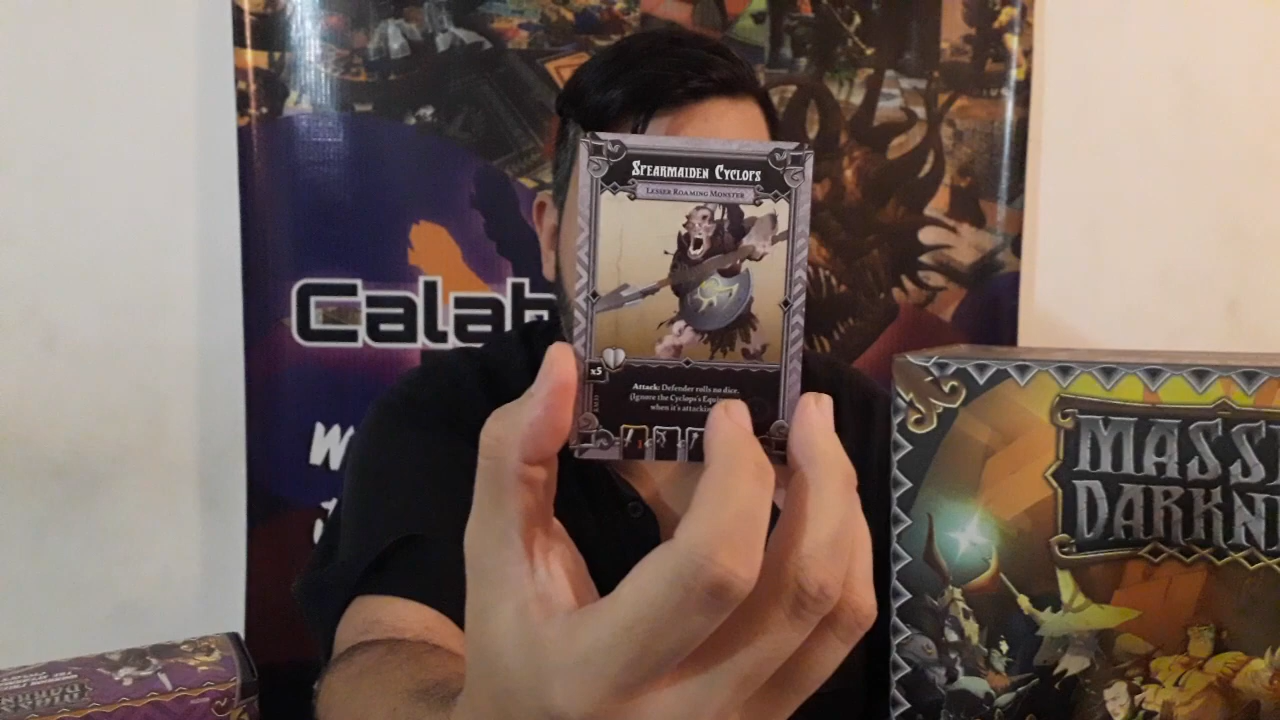 Spearmaiden Cyclops
Lesser Roaming Monster
x5
Attack: Defender rolls no dice.
(Ignore the Cyclops's
when it's
Calab
MASS
DARKN